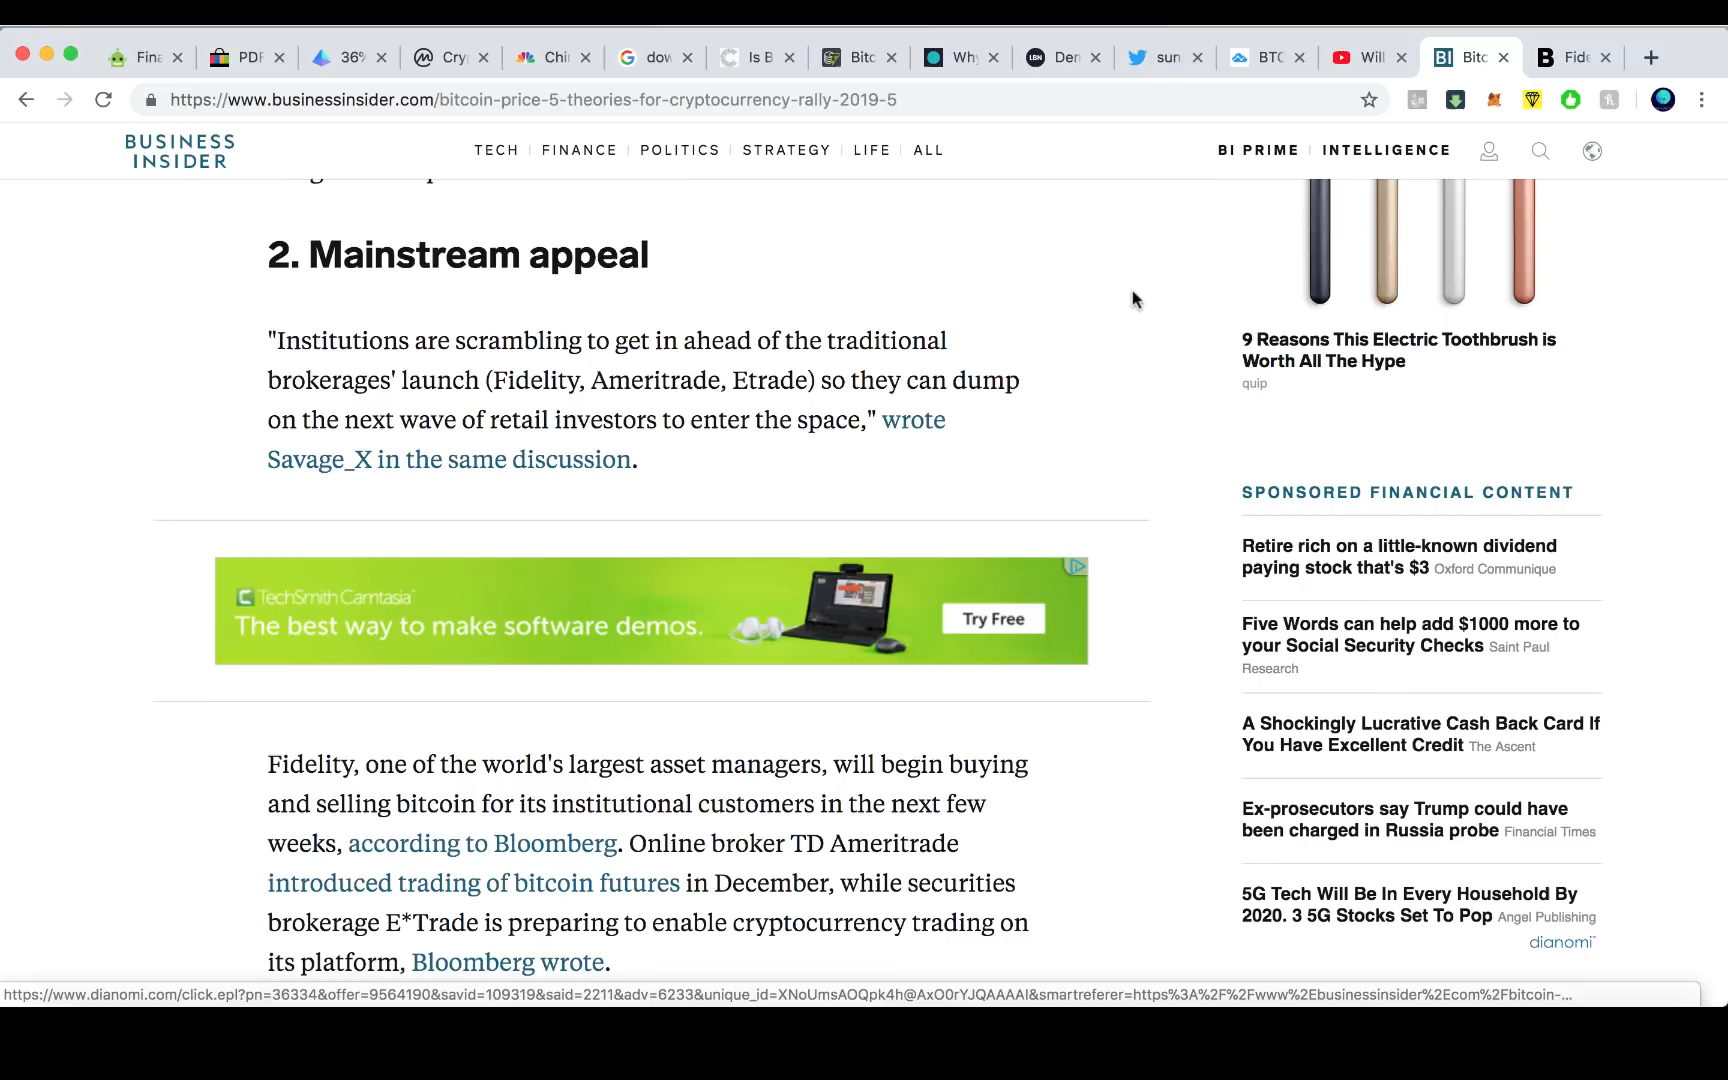 Fina
PDF
36%
Cry
Chi
dow
Is B
Bitc
Why
LBN
Der
sun
BTC
Will
BI
Bitc
Fide
https://www.businessinsider.com/bitcoin-price-5-theories-for-cryptocurrency-rally-2019-5
BUSINESS
INSIDER
TECH
FINANCE
POLITICS
STRATEGY
LIFE
ALL
BI PRIME
INTELLIGENCE
2. Mainstream appeal
"Institutions are scrambling to get in ahead of the traditional
brokerages' launch (Fidelity, Ameritrade, Etrade) so they can dump
on the next wave of retail investors to enter the space," wrote
Savage_X in the same discussion.
TechSmith Camtasia
The best way to make software demos.
Try Free
Fidelity, one of the world's largest asset managers, will begin buying
and selling bitcoin for its institutional customers in the next few
weeks, according to Bloomberg. Online broker TD Ameritrade
introduced trading of bitcoin futures in December, while securities
brokerage E*Trade is preparing to enable cryptocurrency trading on
its platform, Bloomberg wrote.
9 Reasons This Electric Toothbrush is
Worth All The Hype
quip
SPONSORED FINANCIAL CONTENT
Retire rich on a little-known dividend
paying stock that's $3 Oxford Communique
Five Words can help add $1000 more to
your Social Security Checks Saint Paul
Research
A Shockingly Lucrative Cash Back Card If
You Have Excellent Credit The Ascent
Ex-prosecutors say Trump could have
been charged in Russia probe Financial Times
5G Tech Will Be In Every Household By
2020. 3 5G Stocks Set To Pop Angel Publishing
dianomi
https://www.dianomi.com/click.epl?pn=36334&offer=9564190&savid=109319&said=2211&adv=6233&unique_id=XNoUmsAOQpk4h@AxO0rYJQAAAAI&smartreferer=https%3A%2F%2Fwww%2Ebusinessinsider%2Ecom%2Fbitcoin-...